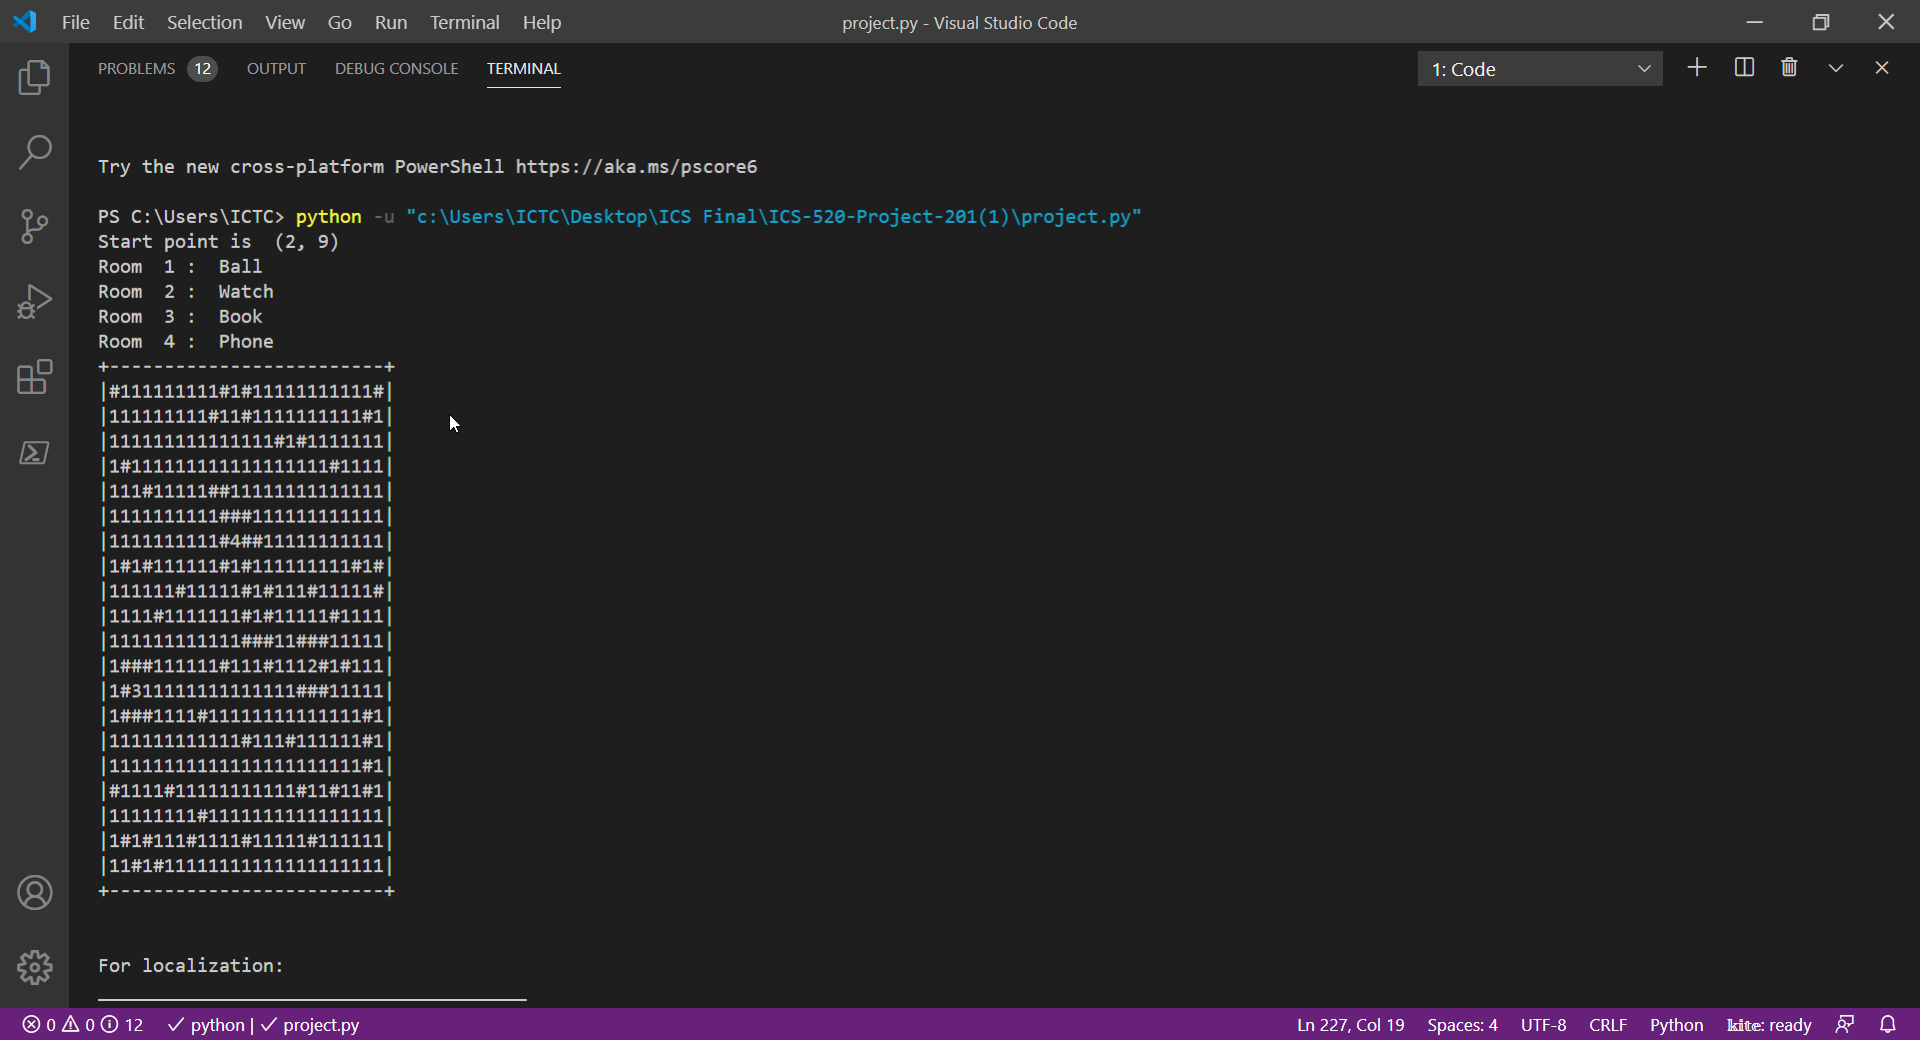 File Edit Selection View Go Run Terminal Help project.py - Visual Studio Code
PROBLEMS 12 OUTPUT DEBUG CONSOLE TERMINAL 1: Code
Try the new cross-platform PowerShell https://aka.ms/pscore6
PS C:\Users\ICTC> python -u "c:\Users\ICTC\Desktop\ICS Final\ICS-520-Project-201(1)\project.py"
Start point is  (2, 9)
Room  1 :  Ball
Room  2 :  Watch
Room  3 :  Book
Room  4 :  Phone
+-------------------------+
|#111111111#1#11111111111#|
|111111111#11#1111111111#1|
|111111111111111#1#1111111|
|1#111111111111111111#1111|
|111#11111##11111111111111|
|1111111111###111111111111|
|1111111111#4##11111111111|
|1#1#111111#1#111111111#1#|
|111111#11111#1#111#11111#|
|1111#1111111#1#11111#1111|
|111111111111###11###11111|
|1###111111#111#1112#1#111|
|1#311111111111111###11111|
|1###1111#11111111111111#1|
|111111111111#111#111111#1|
|11111111111111111111111#1|
|#1111#11111111111#11#11#1|
|11111111#1111111111111111|
|1#1#111#1111#11111#111111|
|11#1#11111111111111111111|
+-------------------------+
For localization:
0 0 12 python | project.py Ln 227, Col 19 Spaces: 4 UTF-8 CRLF Python kite: ready